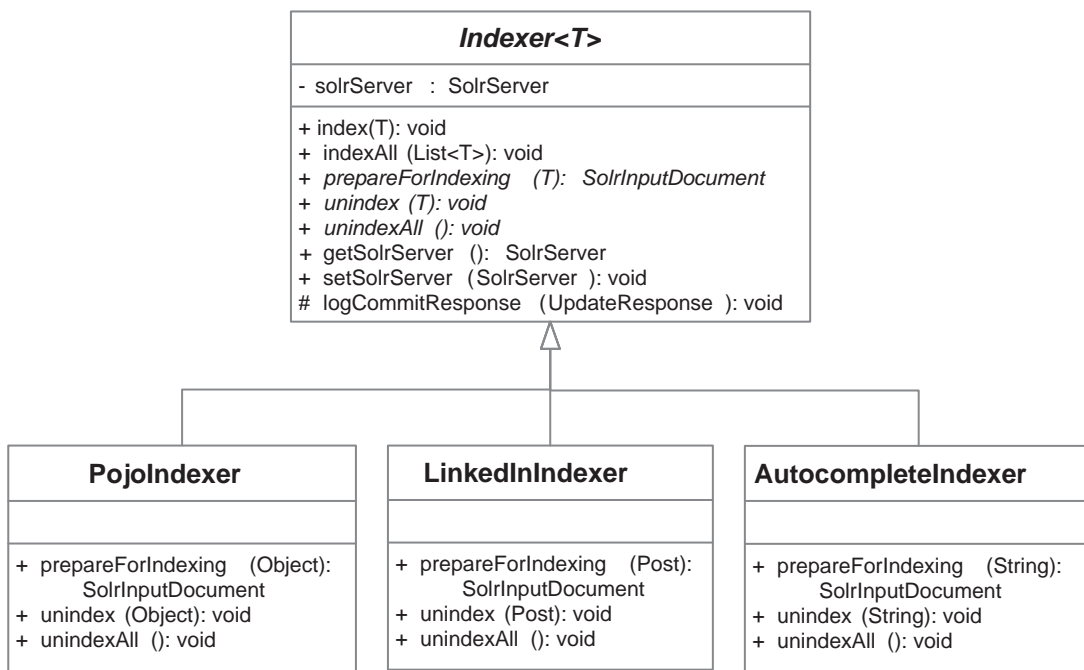 Indexer<T>
- solrServer : SolrServer
+ index(T): void
+ indexAll (List<T>): void
+ prepareForIndexing (T): SolrInputDocument
+ unindex (T): void
+ unindexAll (): void
+ getSolrServer (): SolrServer
+ setSolrServer (SolrServer ): void
# logCommitResponse (UpdateResponse ): void
PojoIndexer
+ prepareForIndexing (Object):
SolrInputDocument
+ unindex (Object): void
+ unindexAll (): void
LinkedInIndexer
+ prepareForIndexing (Post):
SolrInputDocument
+ unindex (Post): void
+ unindexAll (): void
AutocompleteIndexer
+ prepareForIndexing (String):
SolrInputDocument
+ unindex (String): void
+ unindexAll (): void